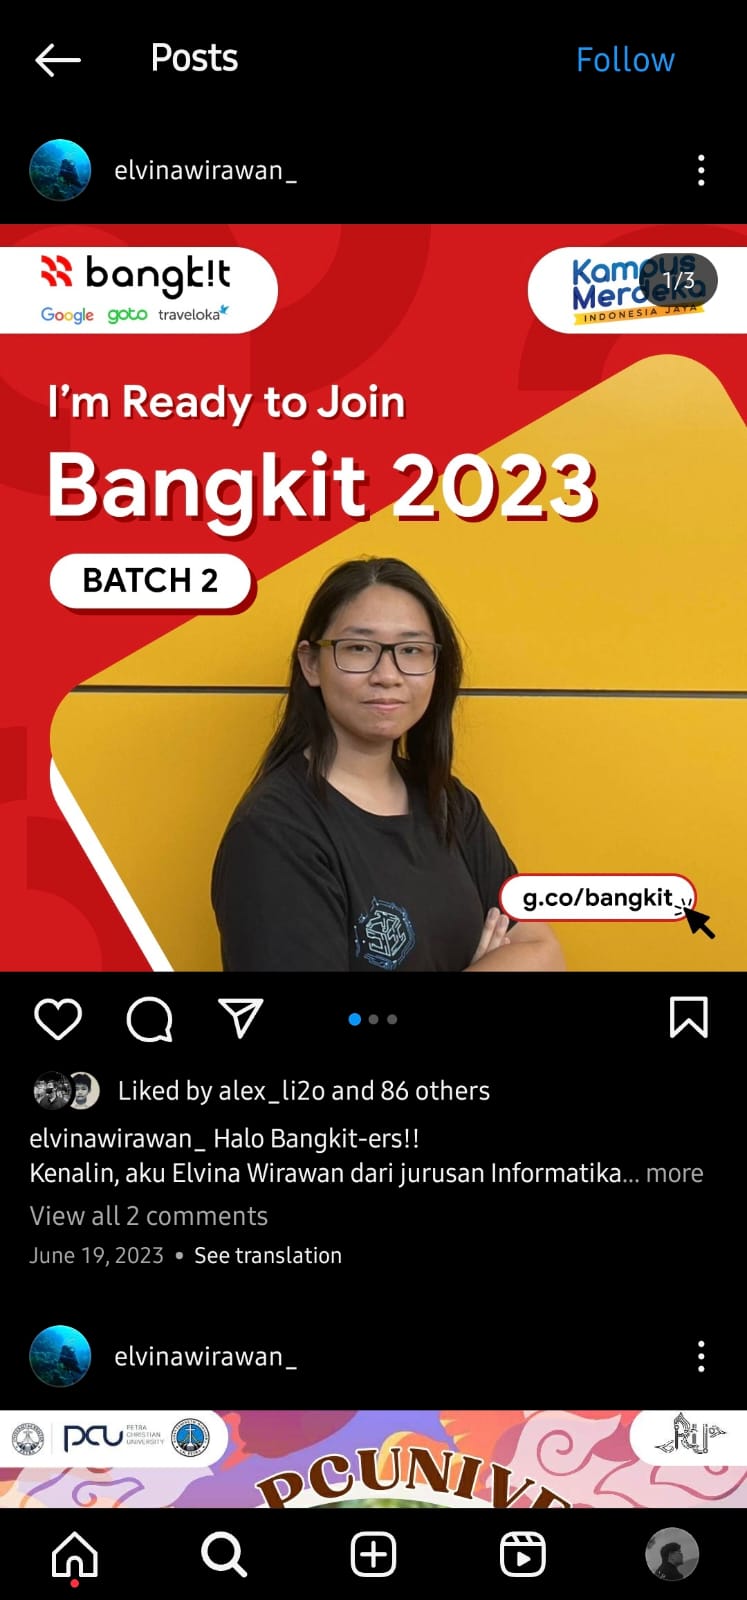 Posts
Follow
elvinawirawan_
bangk!t
Google goto traveloka
Kampus
Merdeka
INDONESIA JAYA
1/3
I'm Ready to Join
Bangkit 2023
BATCH 2
g.co/bangkit
Liked by alex_li2o and 86 others
elvinawirawan_ Halo Bangkit-ers!!
Kenalin, aku Elvina Wirawan dari jurusan Informatika... more
View all 2 comments
June 19, 2023 • See translation
elvinawirawan_
PCU PETRA
CHRISTIAN
UNIVERSITY
PCUNIVE